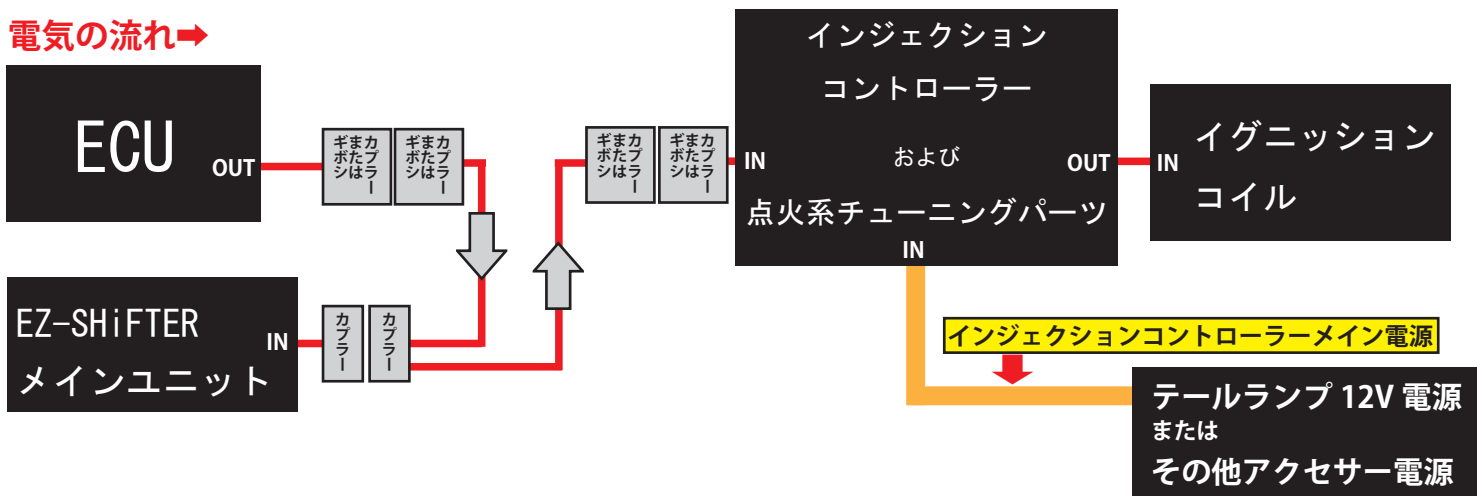 電気の流れ➡
ECU
OUT
カプラー
または
ギボシ
カプラー
または
ギボシ
EZ-SHiFTER
メインユニット
IN
カプラー
カプラー
カプラー
または
ギボシ
カプラー
または
ギボシ
インジェクション
コントローラー
および
点火系チューニングパーツ
IN
OUT
IN
IN
イグニッション
コイル
インジェクションコントローラーメイン電源
テールランプ 12V 電源
または
その他アクセサー電源